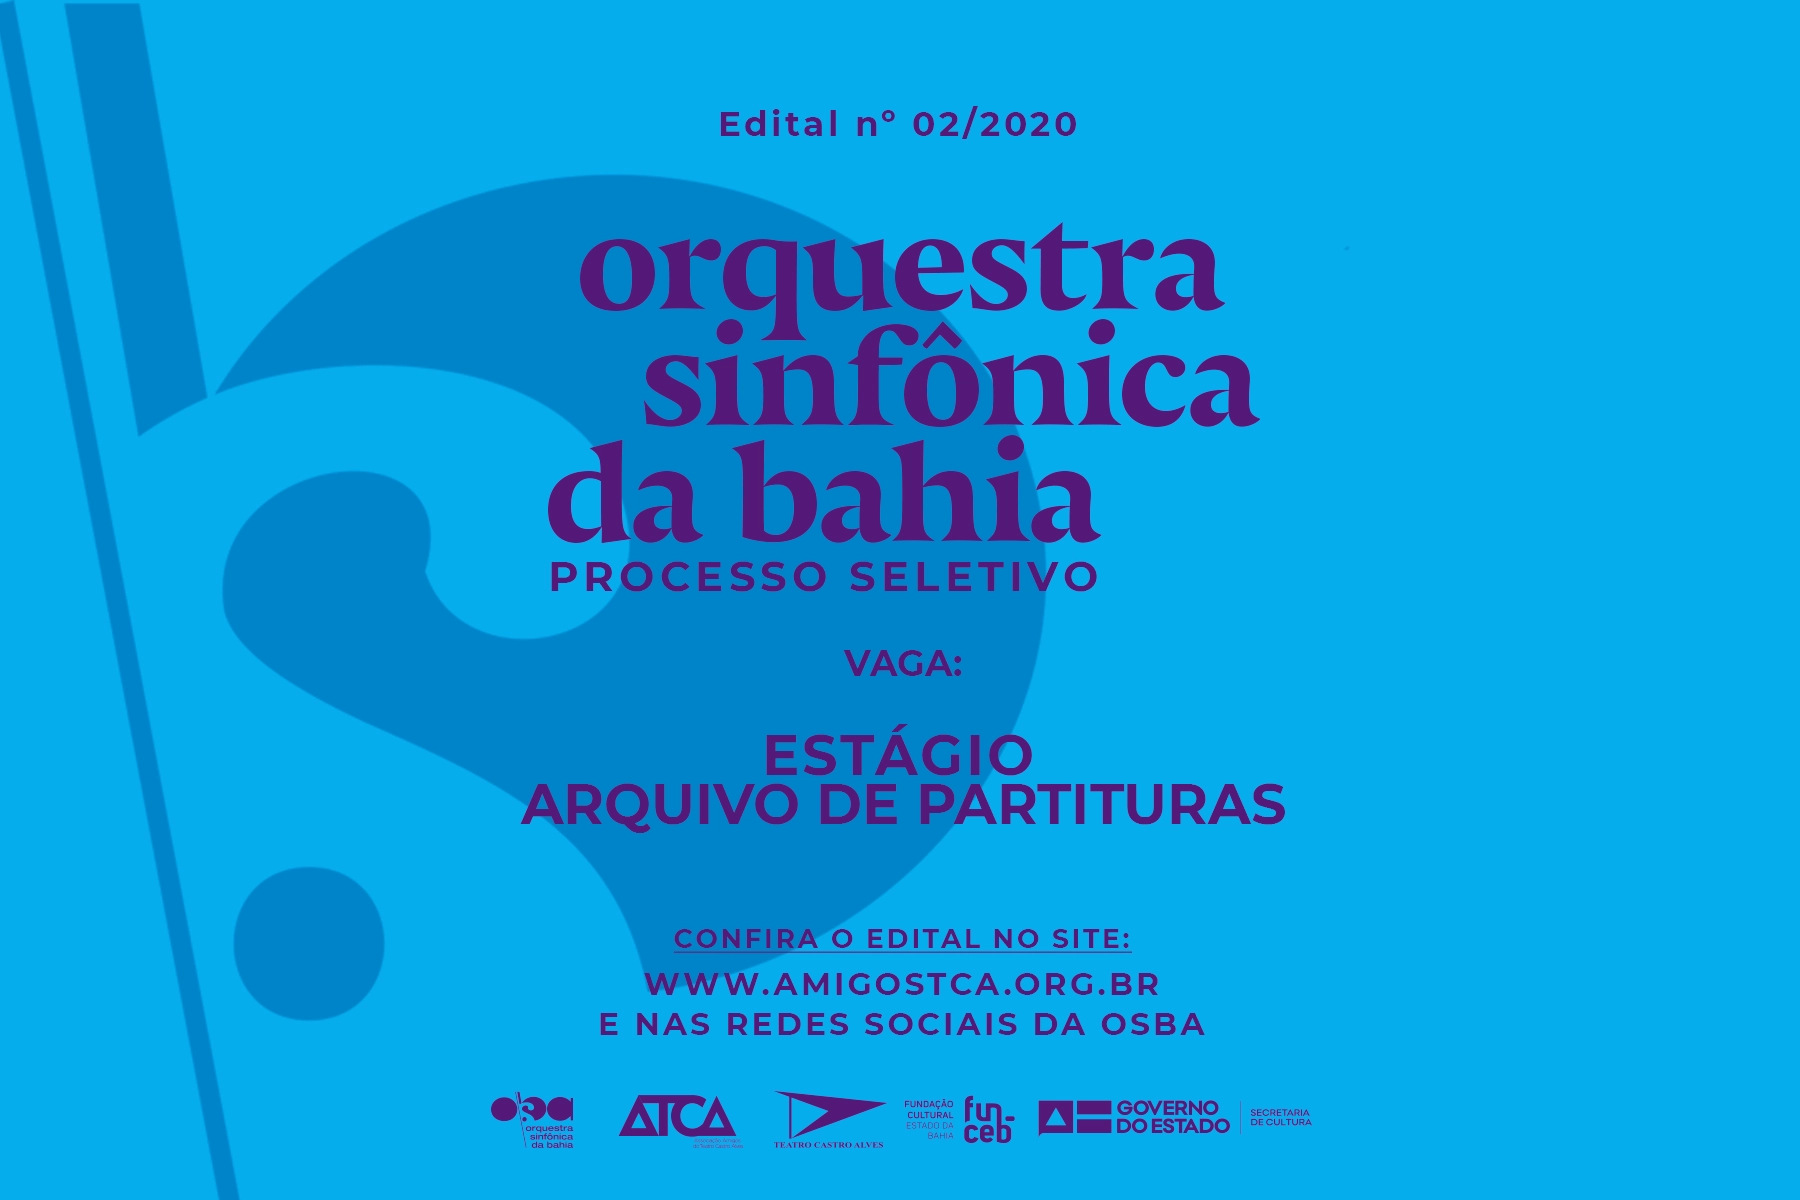 Edital nº 02/2020
orquestra
sinfônica
da bahia
PROCESSO SELETIVO
VAGA:
ESTÁGIO
ARQUIVO DE PARTITURAS
CONFIRA O EDITAL NO SITE:
WWW.AMIGOSTCA.ORG.BR
E NAS REDES SOCIAIS DA OSBA
orquestra
sinfônica
da bahia
ATCA
TEATRO CASTRO ALVES
FUNDAÇÃO
CULTURAL
ESTADO DA
BAHIA
fun_
ceb
GOVERNO
DO ESTADO
SECRETARIA
DE CULTURA